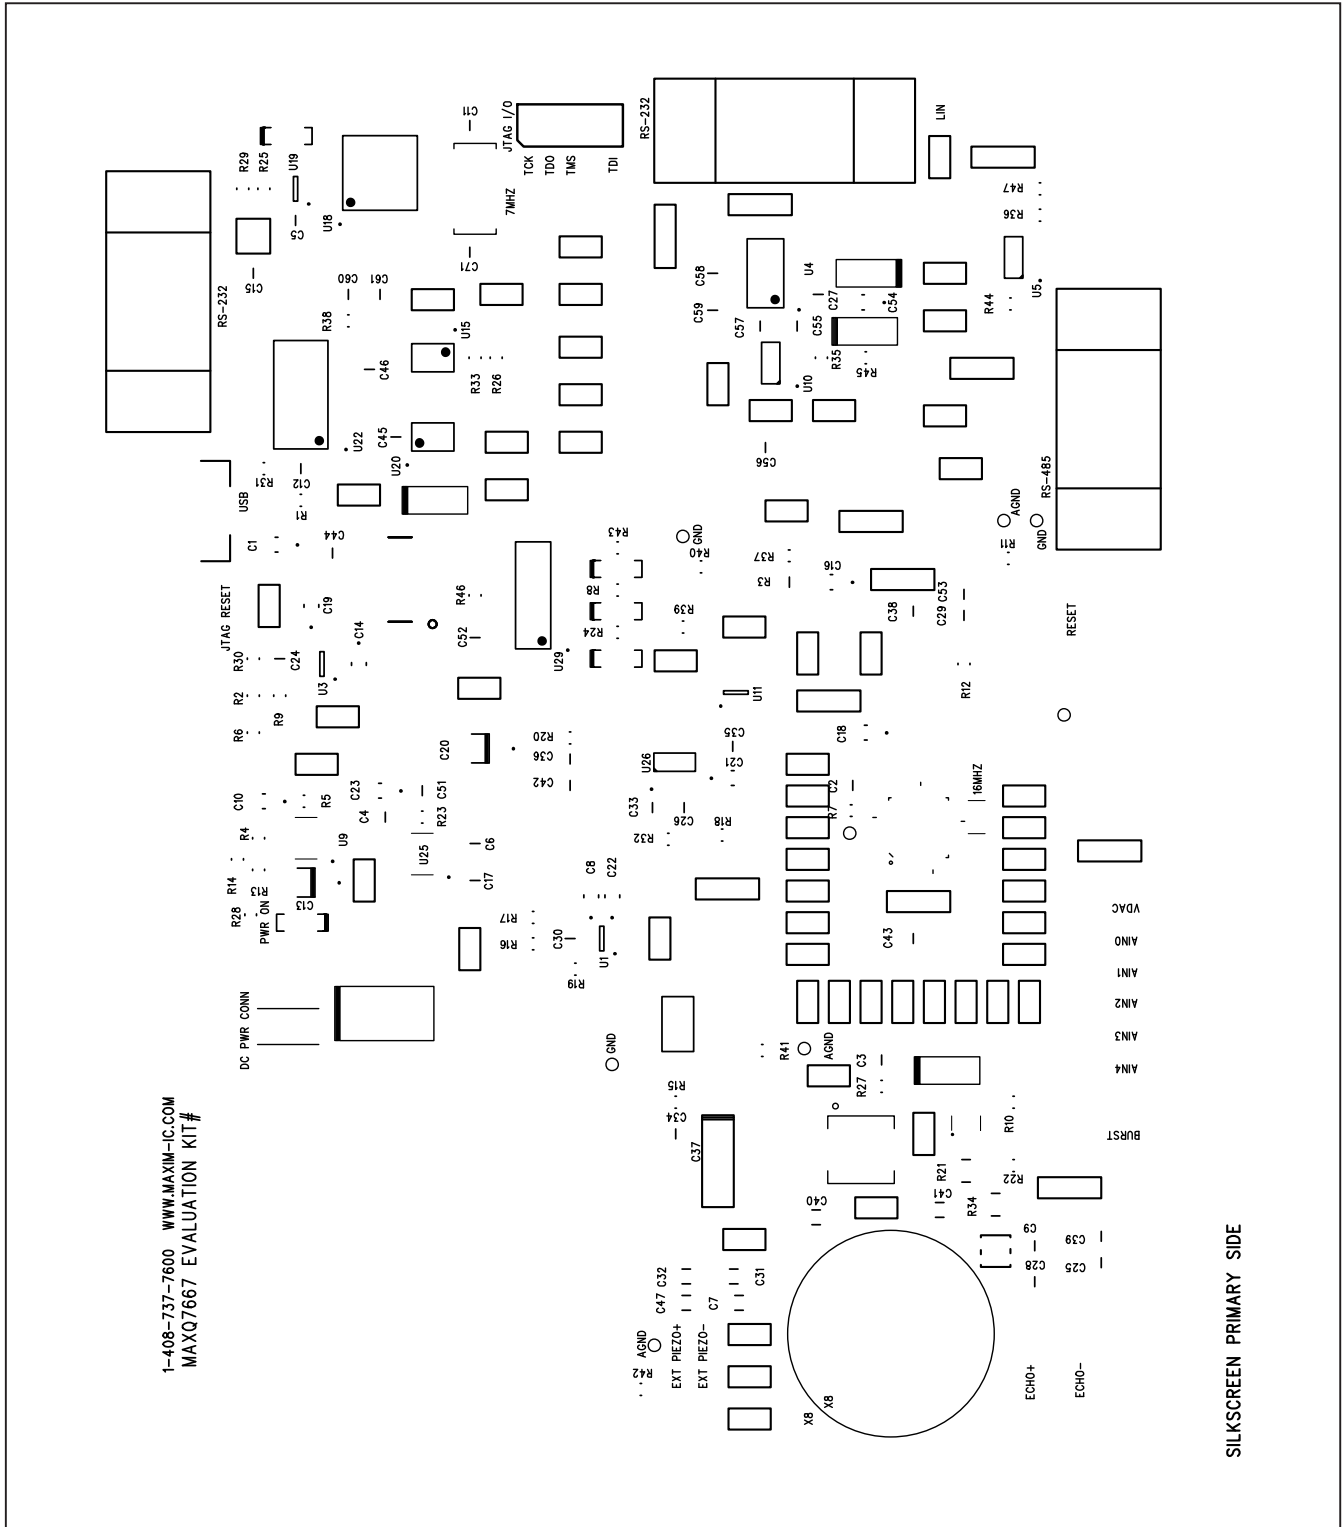 C11
JTAG I/O
RS-232
LIN
R29
R25
U19
TCK
TDO
TMS
TDI
R47
R36
7MHZ
C5
U18
C71
C15
RS-232
C60
C61
R38
C58
U4
C59
C57
C55
C27
C54
R44
U5
U15
C46
R33
R26
R35
R45
U10
C45
U22
U20
C56
RS-485
USB
R31
C12
R1
AGND
GND
C1
C44
R43
GND
R40
R37
R3
C16
R11
JTAG RESET
C19
R46
R8
R39
C38
C29
C53
RESET
C14
C52
R24
R30
C24
U3
U29
R2
R9
U11
R12
R6
C20
R20
C36
C42
C35
C21
U26
C18
C10
R5
C23
C4
C51
R23
C33
C26
R18
R32
C2
R7
16MHZ
R4
U9
U25
C6
C17
R14
R13
C8
C22
R28
PWR ON
C13
R17
R16
C30
U1
R19
C43
VDAC
AIN0
AIN1
AIN2
AIN3
AIN4
DC PWR CONN
GND
R41
AGND
C3
R27
R15
C34
C37
R10
BURST
R21
R22
C40
C41
R34
C9
C28
C39
C25
C32
C47
C31
C7
AGND
R42
EXT PIEZO+
EXT PIEZO-
X8
X8
ECHO+
ECHO-
1-408-737-7600 WWW.MAXIM-IC.COM
MAXQ7667 EVALUATION KIT#
SILKSCREEN PRIMARY SIDE